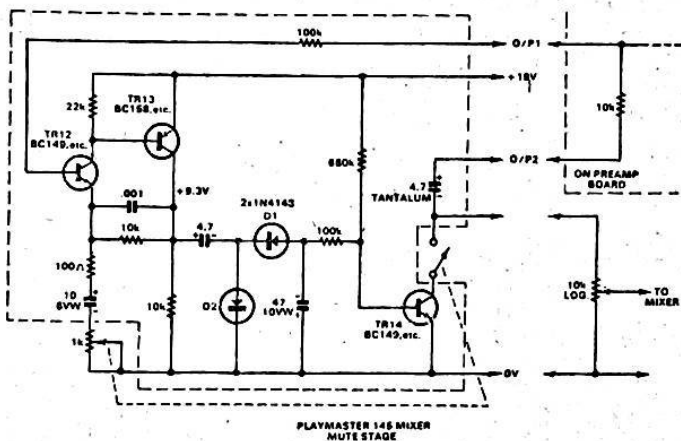 100k
O/P1
+18V
TR13
BC158,etc.
22k
TR12
BC149,etc.
10k
680k
O/P2
4.7
TANTALUM
ON PREAMP
BOARD
.001
+9.3V
2x1N4143
D1
4.7
100k
10k
100Ω
10
6VW
10k
D2
47
10VW
TR14
BC149,etc.
10k
LOG
TO
MIXER
1k
0V
PLAYMASTER 145 MIXER
MUTE STAGE